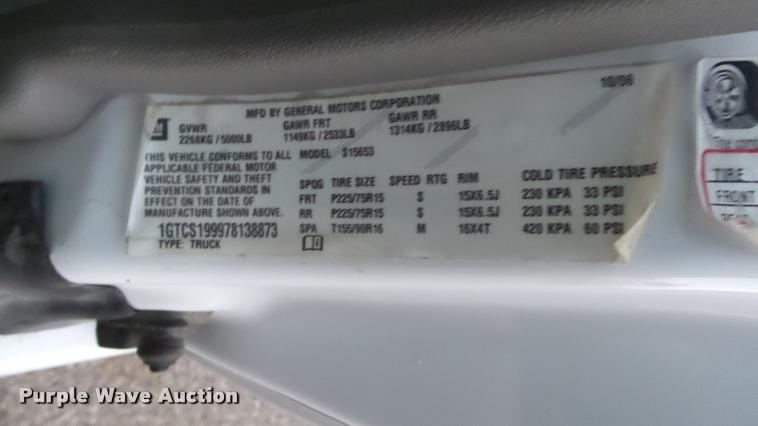 10/06
MFD BY GENERAL MOTORS CORPORATION
GM
GVWR GAWR FRT GAWR RR
2268KG/5000LB 1149KG/2533LB 1314KG/2896LB
THIS VEHICLE CONFORMS TO ALL MODEL S15653
APPLICABLE FEDERAL MOTOR
VEHICLE SAFETY AND THEFT
PREVENTION STANDARDS IN
EFFECT ON THE DATE OF
MANUFACTURE SHOWN ABOVE.
1GTCS199978138873
TYPE: TRUCK
SPOG TIRE SIZE SPEED RTG RIM COLD TIRE PRESSURE
FRT P225/75R15 S 15X6.5J 230 KPA 33 PSI
RR P225/75R15 S 15X6.5J 230 KPA 33 PSI
SPA T155/90R16 M 16X4T 420 KPA 60 PSI
TIRE
FRONT
Purple Wave Auction®